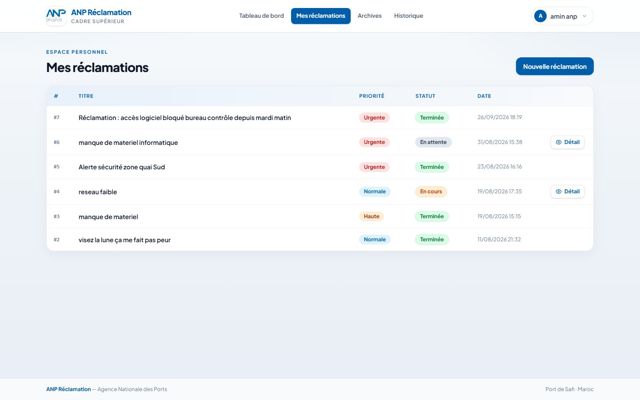 ANP
ANP Réclamation
CADRE SUPÉRIEUR
Tableau de bord
Mes réclamations
Archives
Historique
A
amin anp
ESPACE PERSONNEL
Mes réclamations
Nouvelle réclamation
# TITRE PRIORITÉ STATUT DATE
#7 Réclamation : accès logiciel bloqué bureau contrôle depuis mardi matin Urgente Terminée 26/09/2026 18:19
#6 manque de materiel informatique Urgente En attente 31/08/2026 15:38 Détail
#5 Alerte sécurité zone quai Sud Urgente Terminée 23/08/2026 16:16
#4 reseau faible Normale En cours 19/08/2026 17:35 Détail
#3 manque de materiel Haute Terminée 19/08/2026 15:15
#2 visez la lune ça me fait pas peur Normale Terminée 11/08/2026 21:32
ANP Réclamation — Agence Nationale des Ports
Port de Safi · Maroc